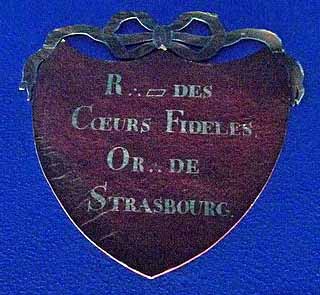 R∴ ▱ DES
CŒURS FIDELES.
OR∴ DE
STRASBOURG.